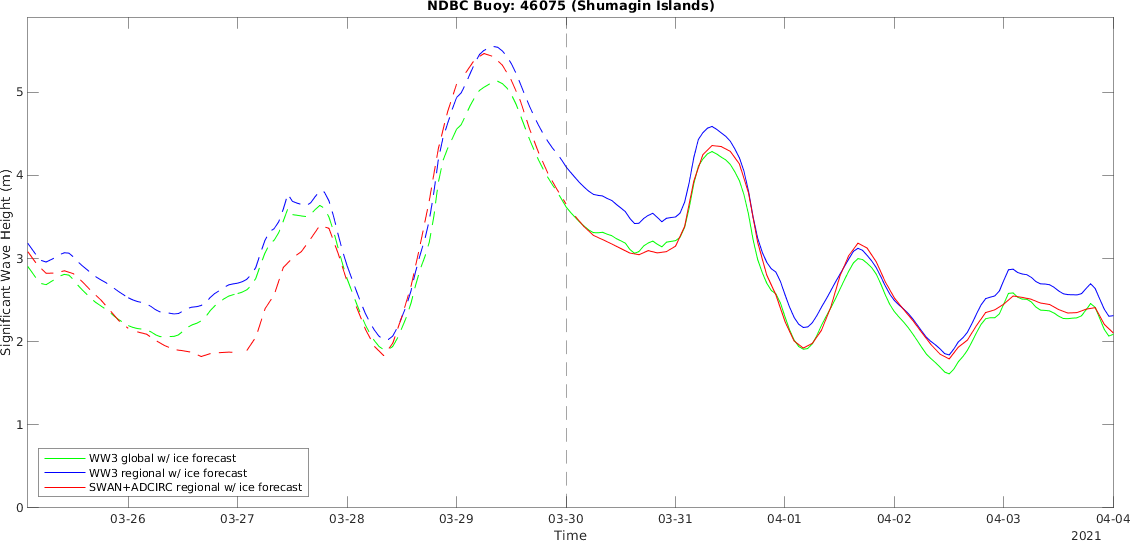 NDBC Buoy: 46075 (Shumagin Islands)
Significant Wave Height (m)
5
4
3
2
1
0
WW3 global w/ ice forecast
WW3 regional w/ ice forecast
SWAN+ADCIRC regional w/ ice forecast
03-26 03-27 03-28 03-29 03-30 03-31 04-01 04-02 04-03 04-04
Time
2021